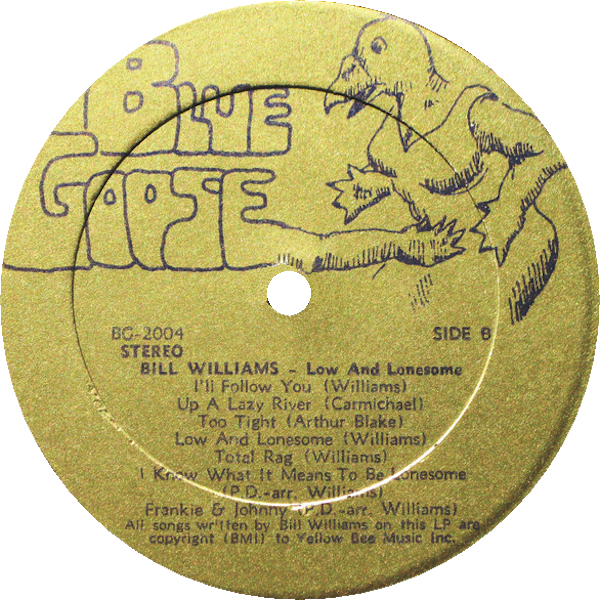 BLUE
GOOSE
BG-2004 SIDE B
STEREO
BILL WILLIAMS - Low And Lonesome
I'll Follow You (Williams)
Up A Lazy River (Carmichael)
Too Tight (Arthur Blake)
Low And Lonesome (Williams)
Total Rag (Williams)
I Know What It Means To Be Lonesome
(P.D.-arr. Williams)
Frankie & Johnny (P.D.-arr. Williams)
All songs written by Bill Williams on this LP are
copyright (BMI) to Yellow Bee Music Inc.